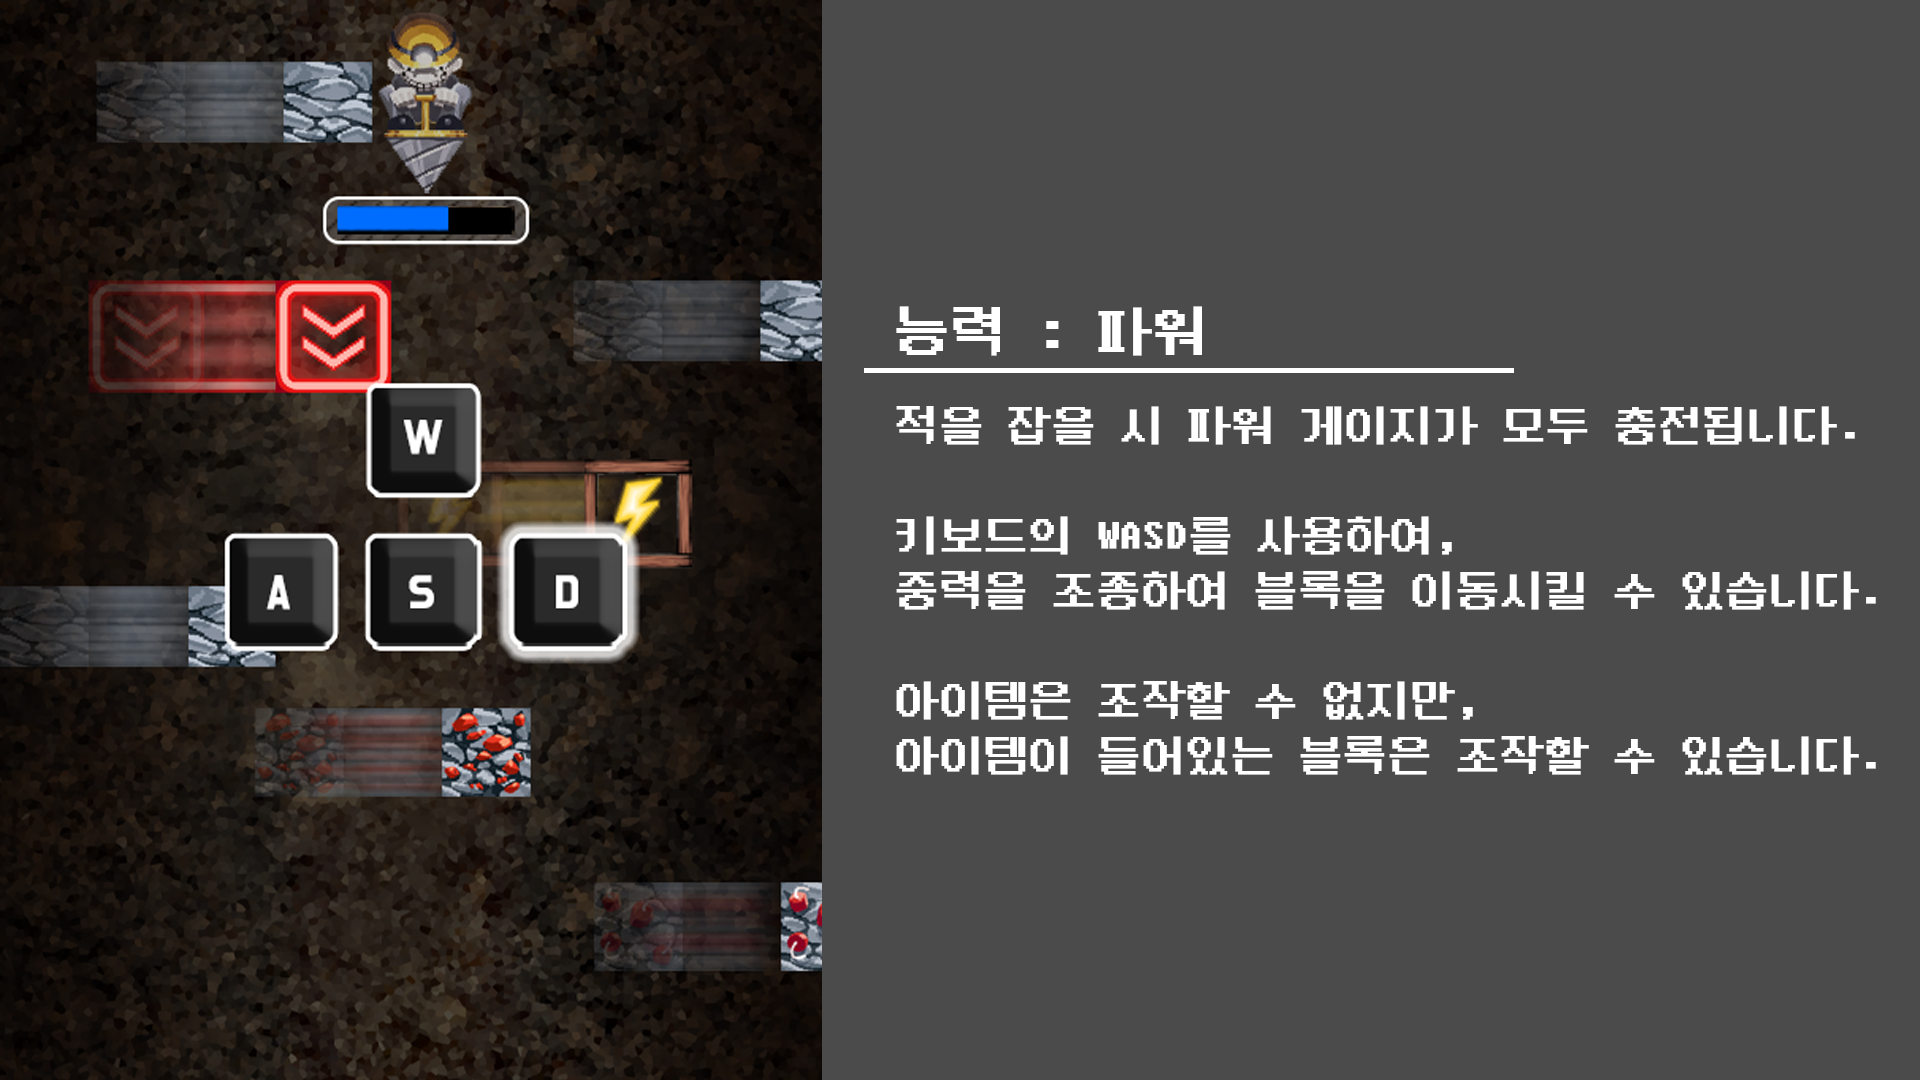 능력 : 파워
적을 잡을 시 파워 게이지가 모두 충전됩니다.
키보드의 WASD를 사용하여,
중력을 조종하여 블록을 이동시킬 수 있습니다.
아이템은 조작할 수 없지만,
아이템이 들어있는 블록은 조작할 수 있습니다.
W
A S D